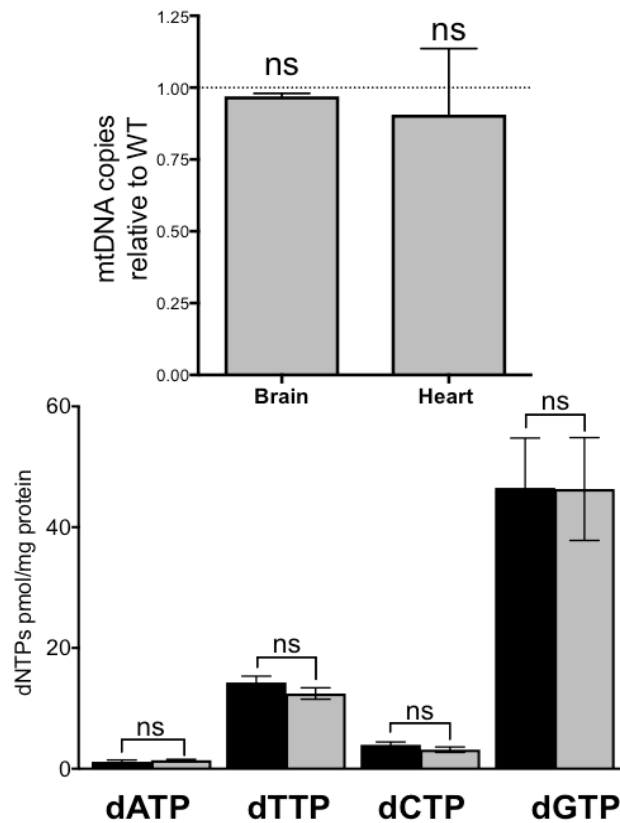 mtDNA copies
relative to WT
1.25
1.00
0.75
0.50
0.25
0.00
ns
ns
Brain
Heart
dNTPs pmol/mg protein
60
40
20
0
ns
ns
ns
ns
dATP
dTTP
dCTP
dGTP